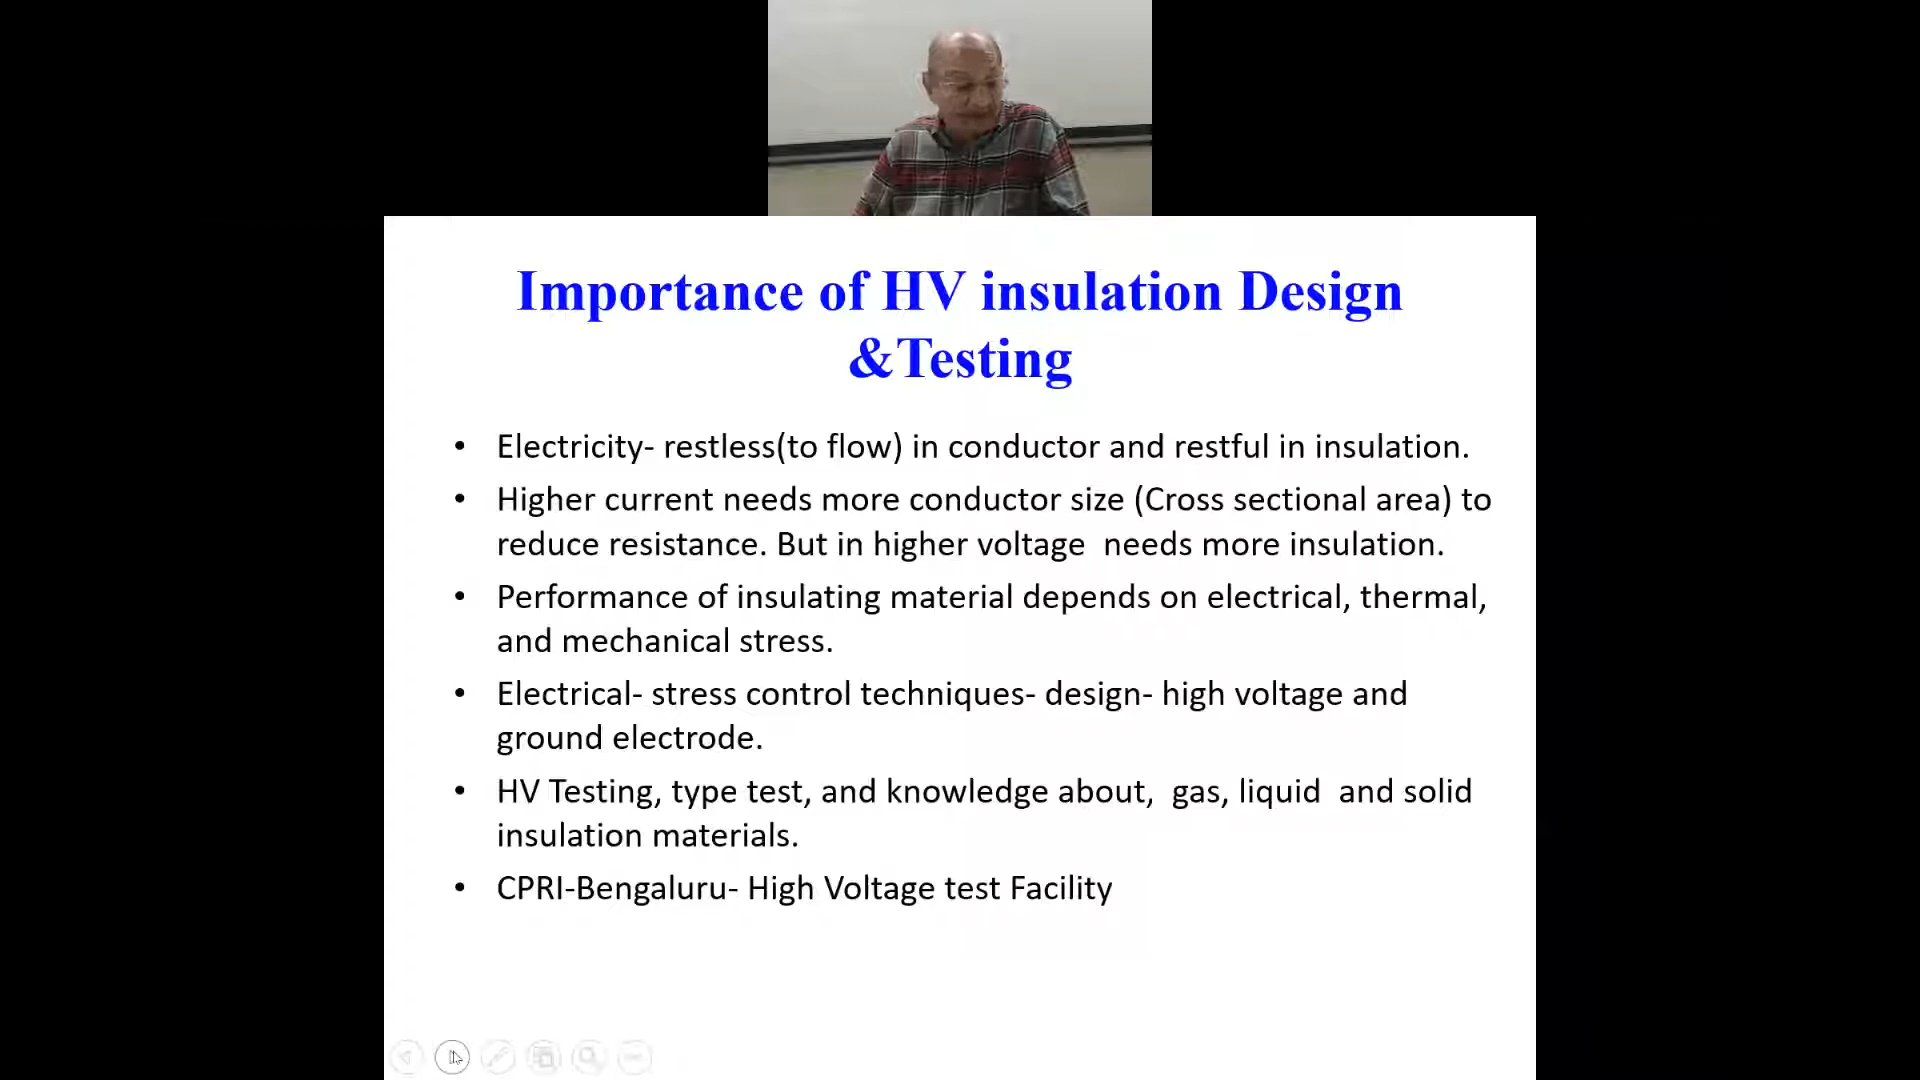 Importance of HV insulation Design
&Testing
• Electricity- restless(to flow) in conductor and restful in insulation.
• Higher current needs more conductor size (Cross sectional area) to
reduce resistance. But in higher voltage  needs more insulation.
• Performance of insulating material depends on electrical, thermal,
and mechanical stress.
• Electrical- stress control techniques- design- high voltage and
ground electrode.
• HV Testing, type test, and knowledge about,  gas, liquid  and solid
insulation materials.
• CPRI-Bengaluru- High Voltage test Facility